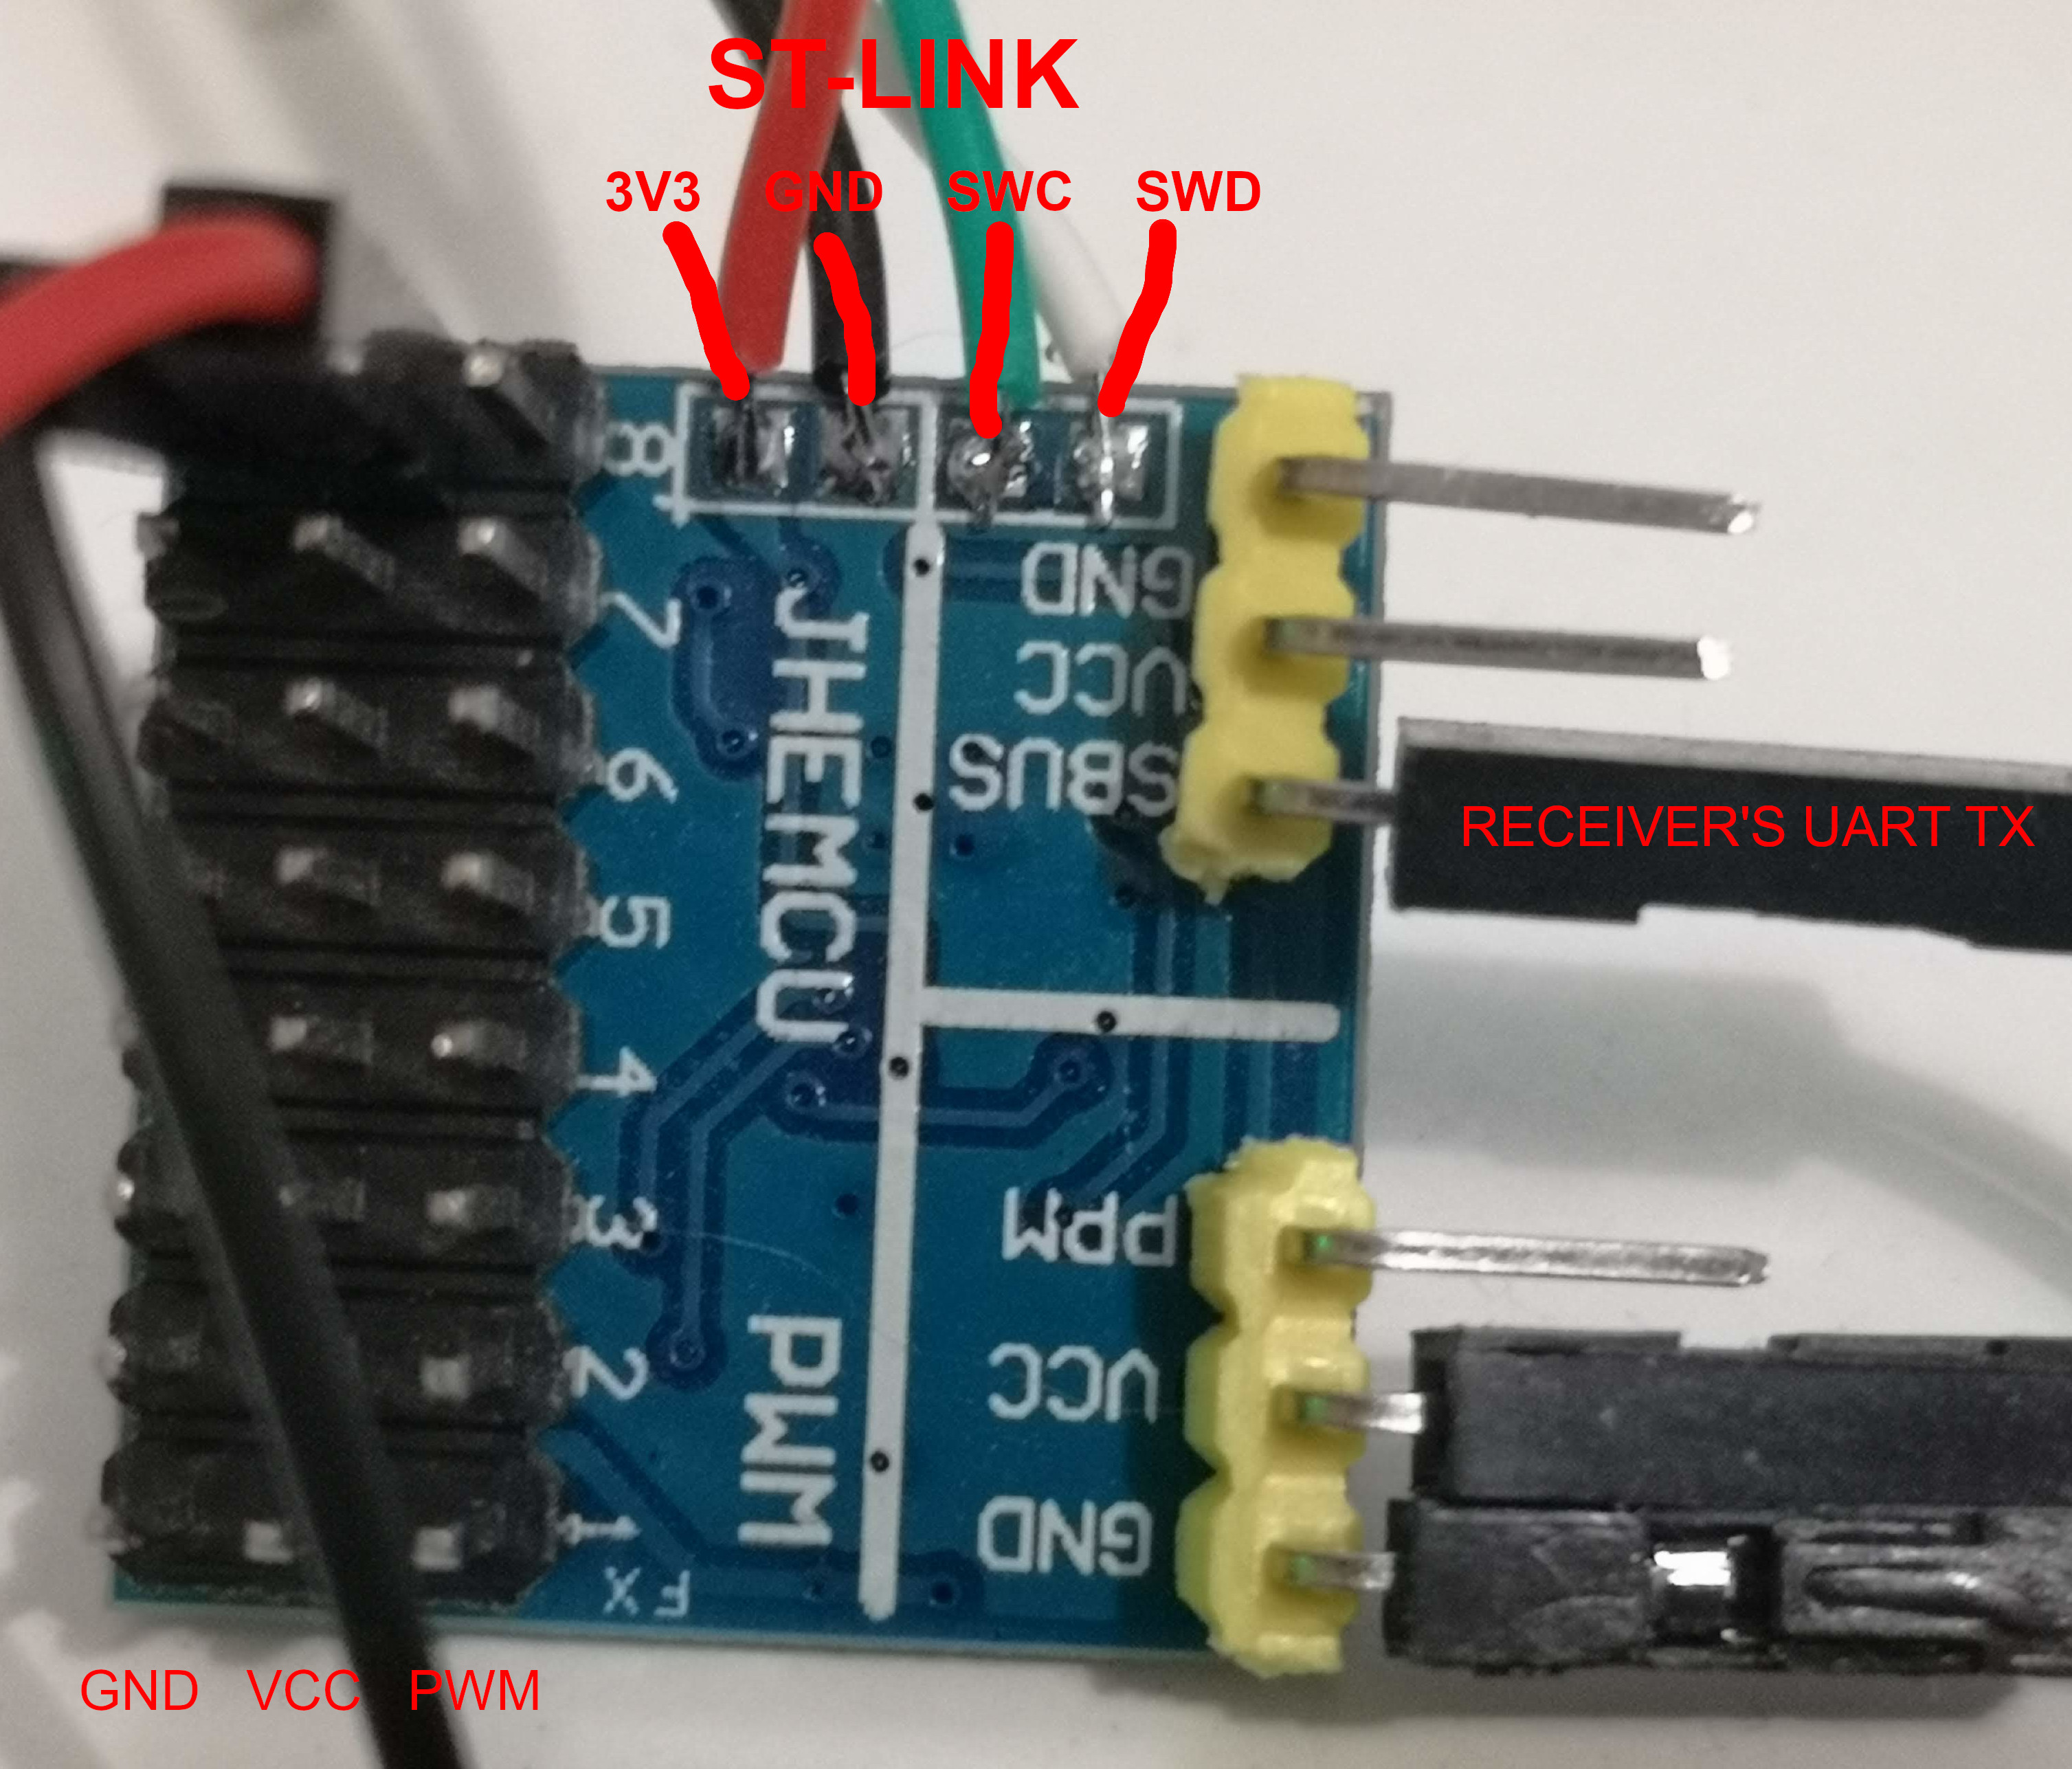 ST-LINK
3V3 GND SWC SWD
8
7
6
5
4
3
2
1
FX
JHEMCU
PWM
GND
VCC
SBUS
RECEIVER'S UART TX
PPM
VCC
GND
GND VCC PWM